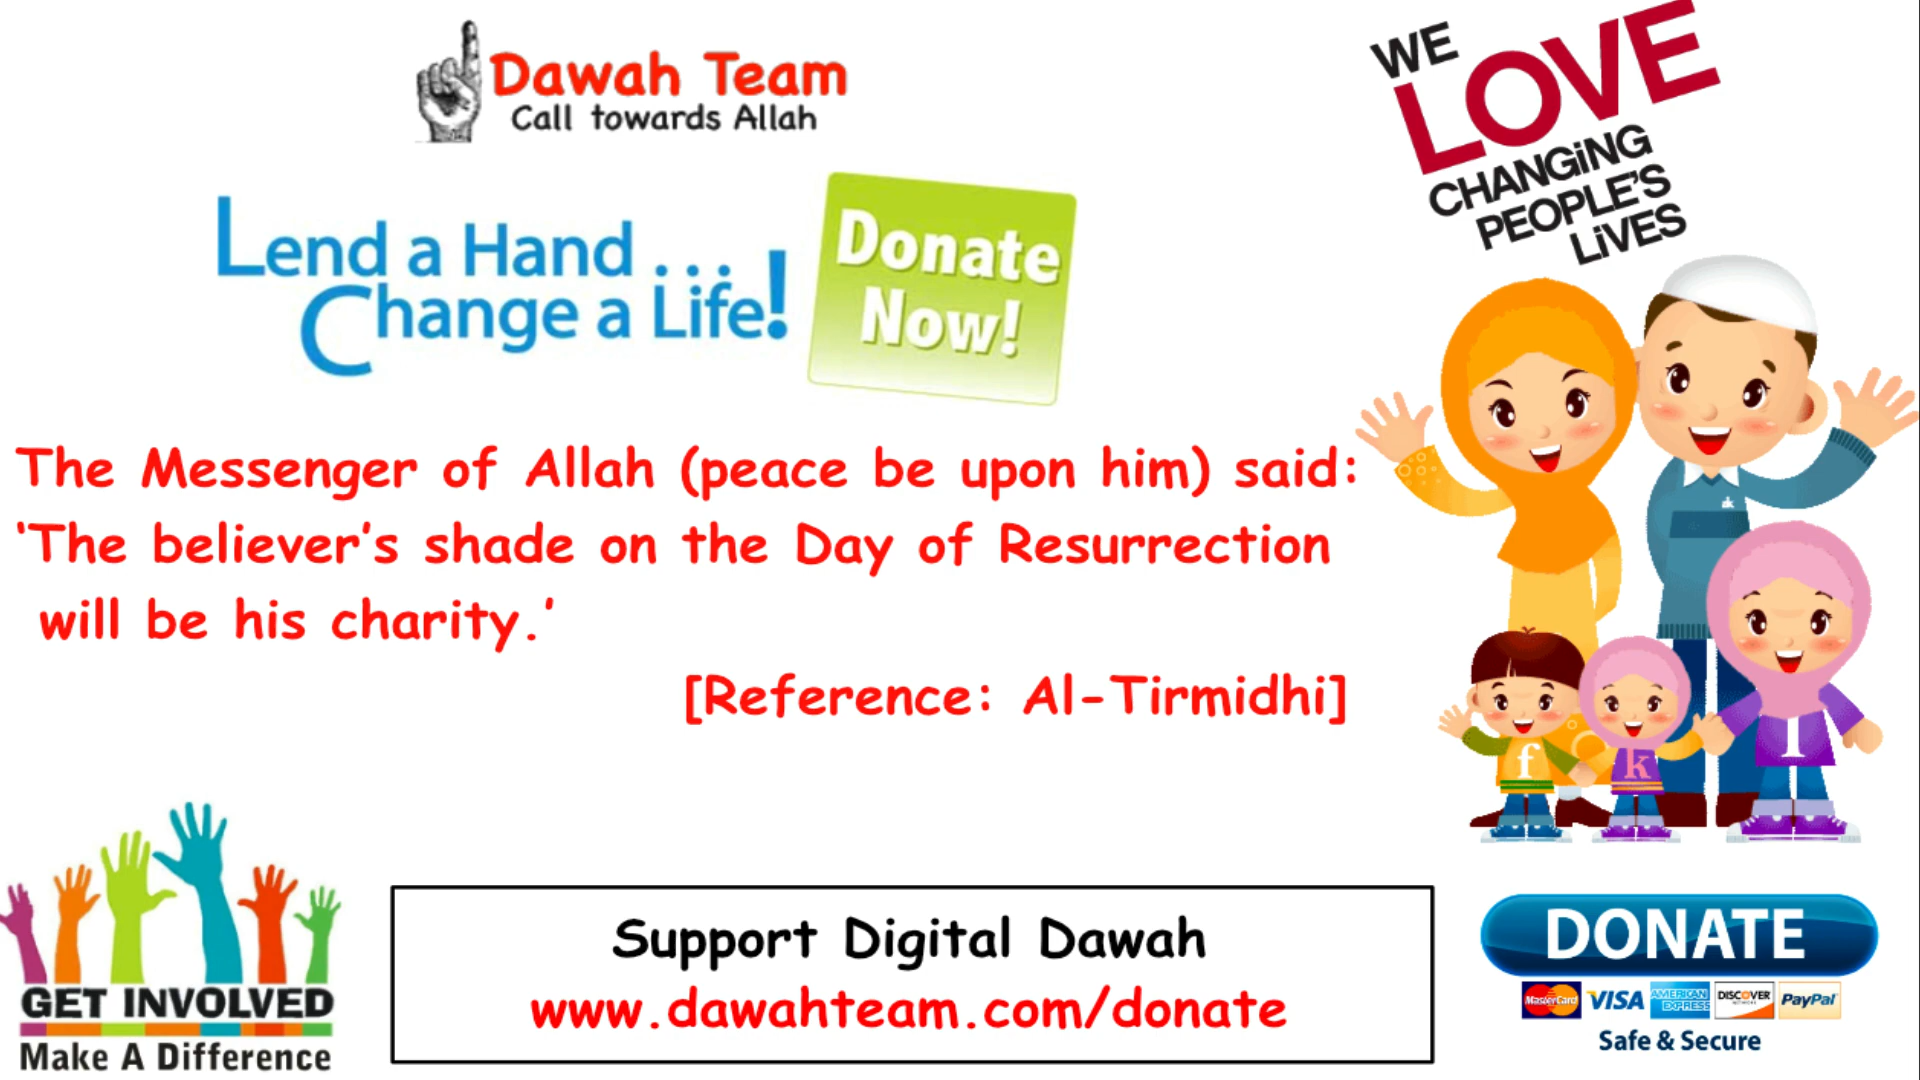 Dawah Team
Call towards Allah
WE
LOVE
CHANGiNG
PEOPLE'S
LiVES
Lend a Hand ...
Change a Life!
Donate
Now!
The Messenger of Allah (peace be upon him) said:
‘The believer’s shade on the Day of Resurrection
will be his charity.’
[Reference: Al-Tirmidhi]
f
k
l
GET INVOLVED
Make A Difference
Support Digital Dawah
www.dawahteam.com/donate
DONATE
MasterCard VISA AMERICAN EXPRESS DISCOVER NETWORK PayPal
Safe & Secure